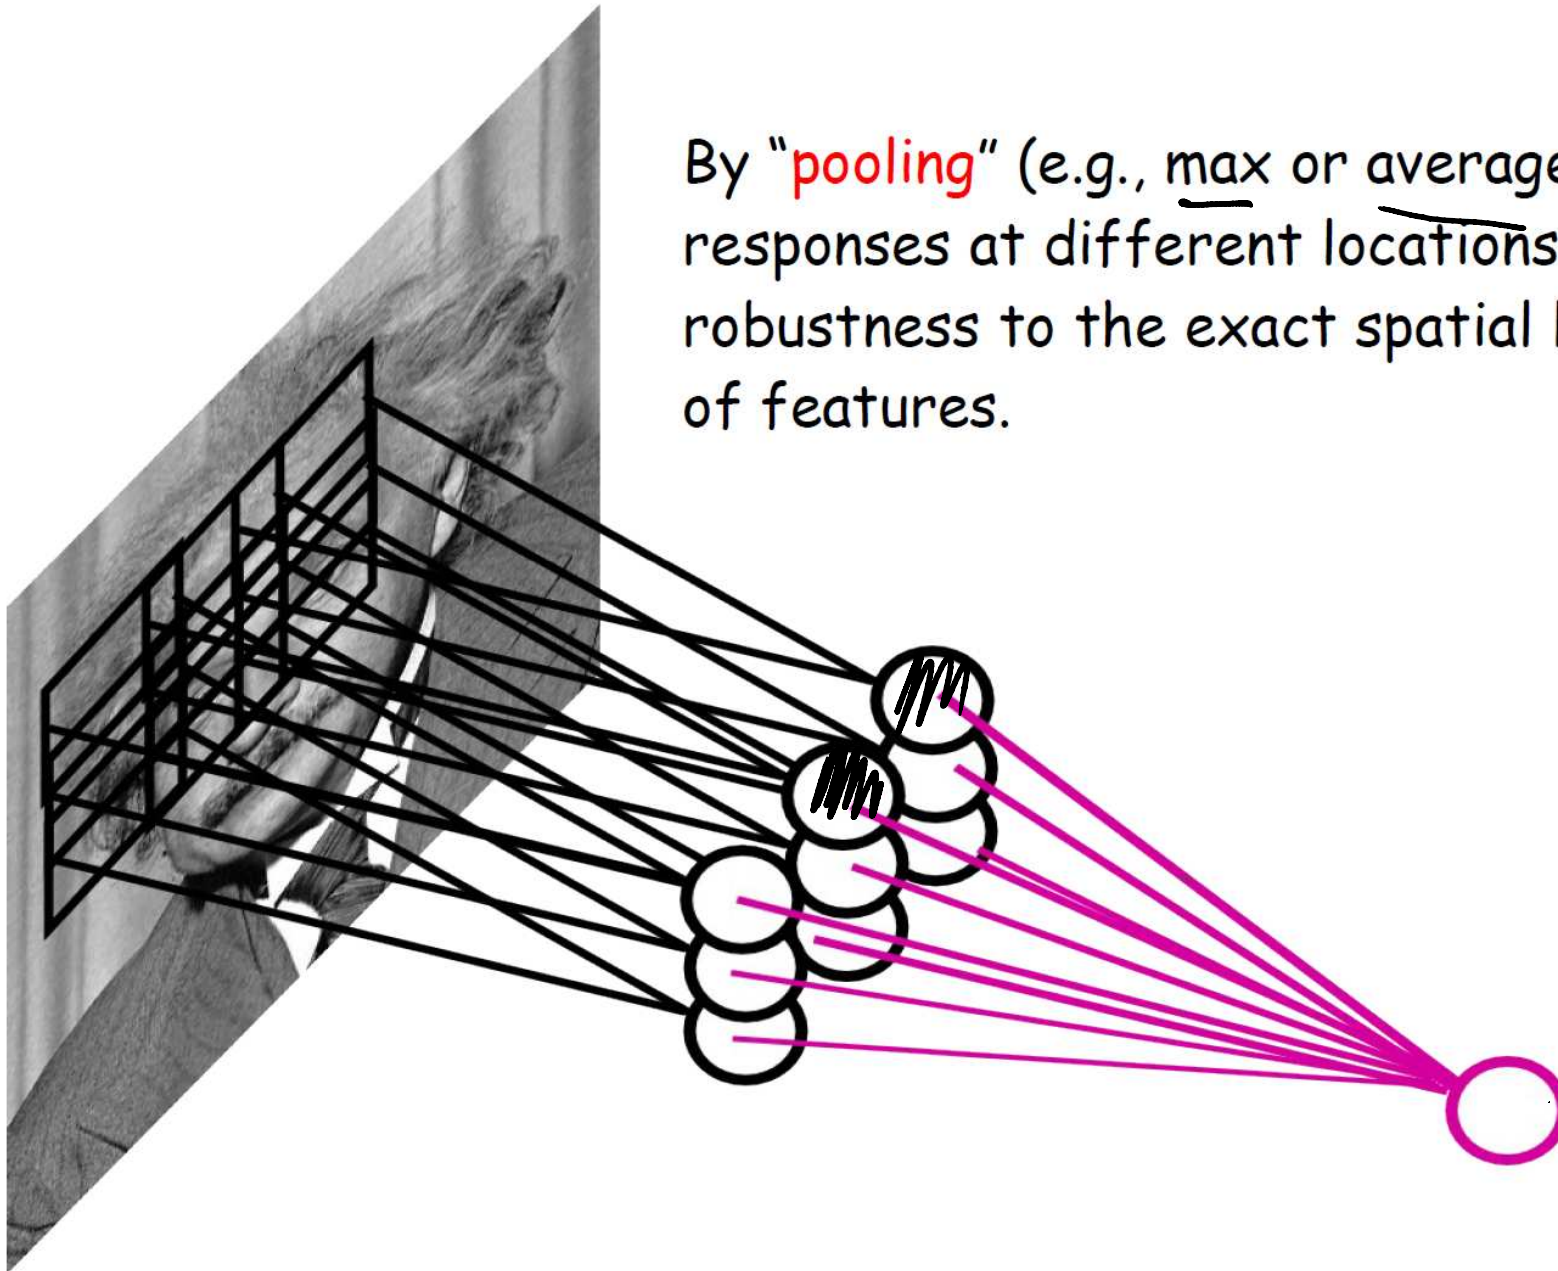 By “pooling” (e.g., max or average
responses at different locations
robustness to the exact spatial
of features.